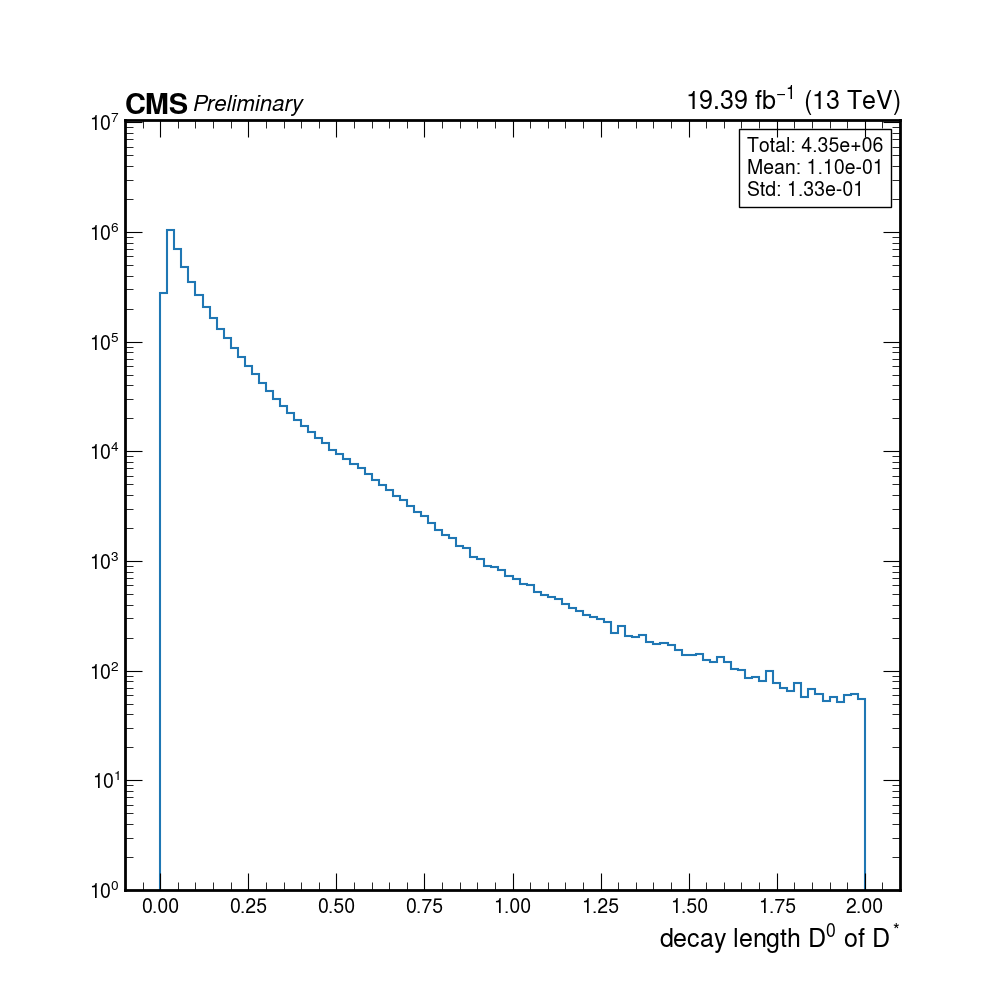 CMS Preliminary 19.39 fb⁻¹ (13 TeV)
Total: 4.35e+06
Mean: 1.10e-01
Std: 1.33e-01
10⁷
10⁶
10⁵
10⁴
10³
10²
10¹
10⁰
0.00 0.25 0.50 0.75 1.00 1.25 1.50 1.75 2.00
decay length D⁰ of D*